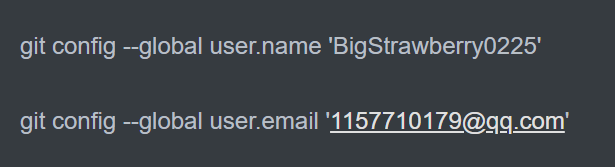 git config --global user.name 'BigStrawberry0225'
git config --global user.email '1157710179@qq.com'